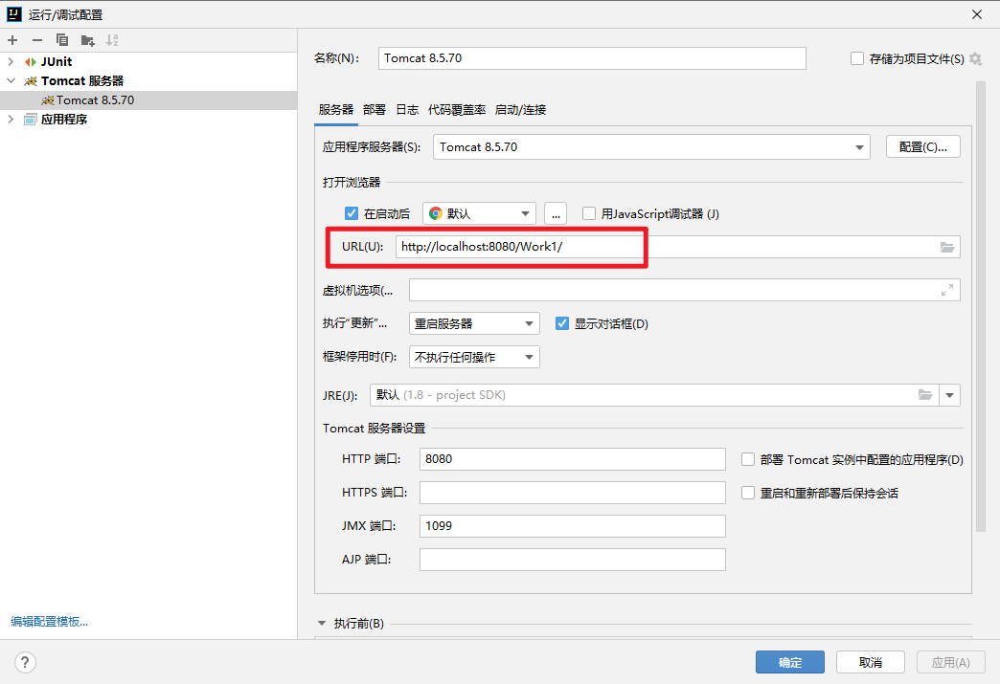 运行/调试配置
JUnit
Tomcat 服务器
Tomcat 8.5.70
应用程序
编辑配置模板...
名称(N): Tomcat 8.5.70 存储为项目文件(S)
服务器 部署 日志 代码覆盖率 启动/连接
应用程序服务器(S): Tomcat 8.5.70 配置(C)...
打开浏览器
在启动后 默认 ... 用JavaScript调试器 (J)
URL(U): http://localhost:8080/Work1/
虚拟机选项(...
执行“更新”... 重启服务器 显示对话框(D)
框架停用时(F): 不执行任何操作
JRE(J): 默认 (1.8 - project SDK)
Tomcat 服务器设置
HTTP 端口: 8080 部署 Tomcat 实例中配置的应用程序(D)
HTTPS 端口: 重启和重新部署后保持会话
JMX 端口: 1099
AJP 端口:
执行前(B)
? 确定 取消 应用(A)